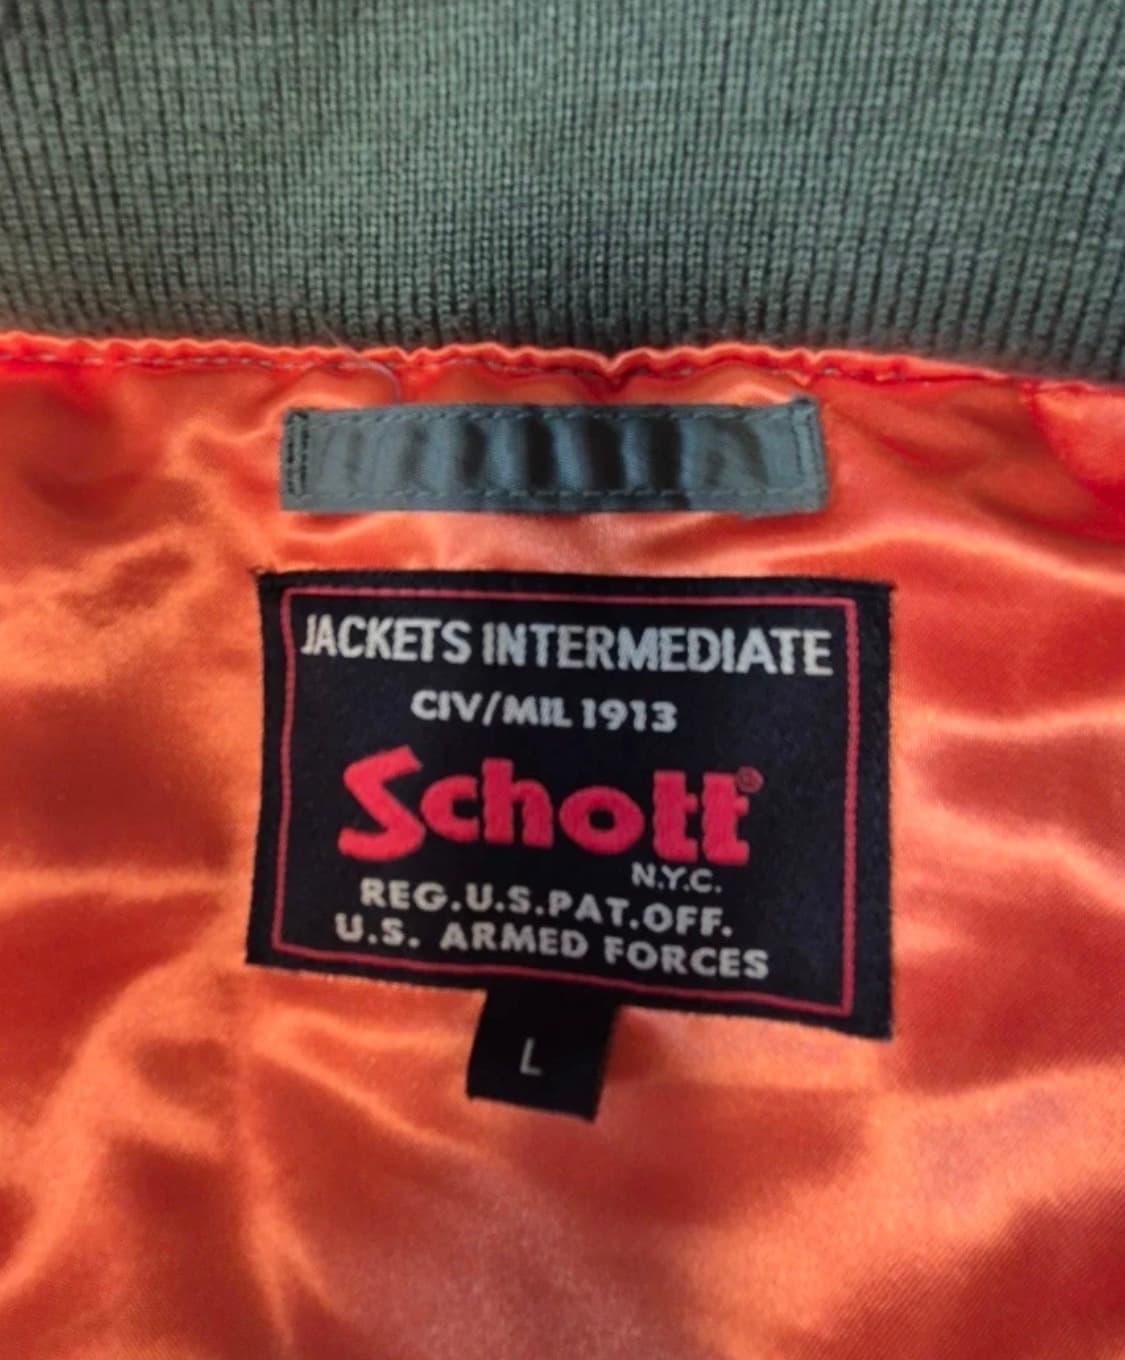 JACKETS INTERMEDIATE
CIV/MIL 1913
Schott®
N.Y.C.
REG.U.S.PAT.OFF.
U.S. ARMED FORCES
L